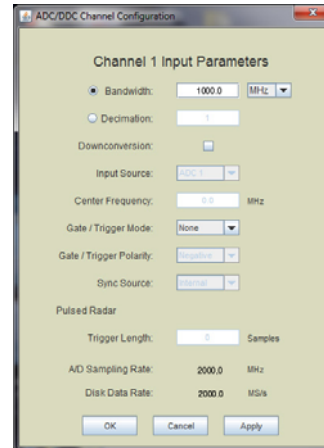 ADC/DDC Channel Configuration
Channel 1 Input Parameters
Bandwidth: 1000.0 MHz
Decimation: 1
Downconversion:
Input Source: ADC 1
Center Frequency: 0.0 MHz
Gate / Trigger Mode: None
Gate / Trigger Polarity: Negative
Sync Source: Internal
Pulsed Radar
Trigger Length: 0 Samples
A/D Sampling Rate: 2000.0 MHz
Disk Data Rate: 2000.0 MS/s
OK Cancel Apply